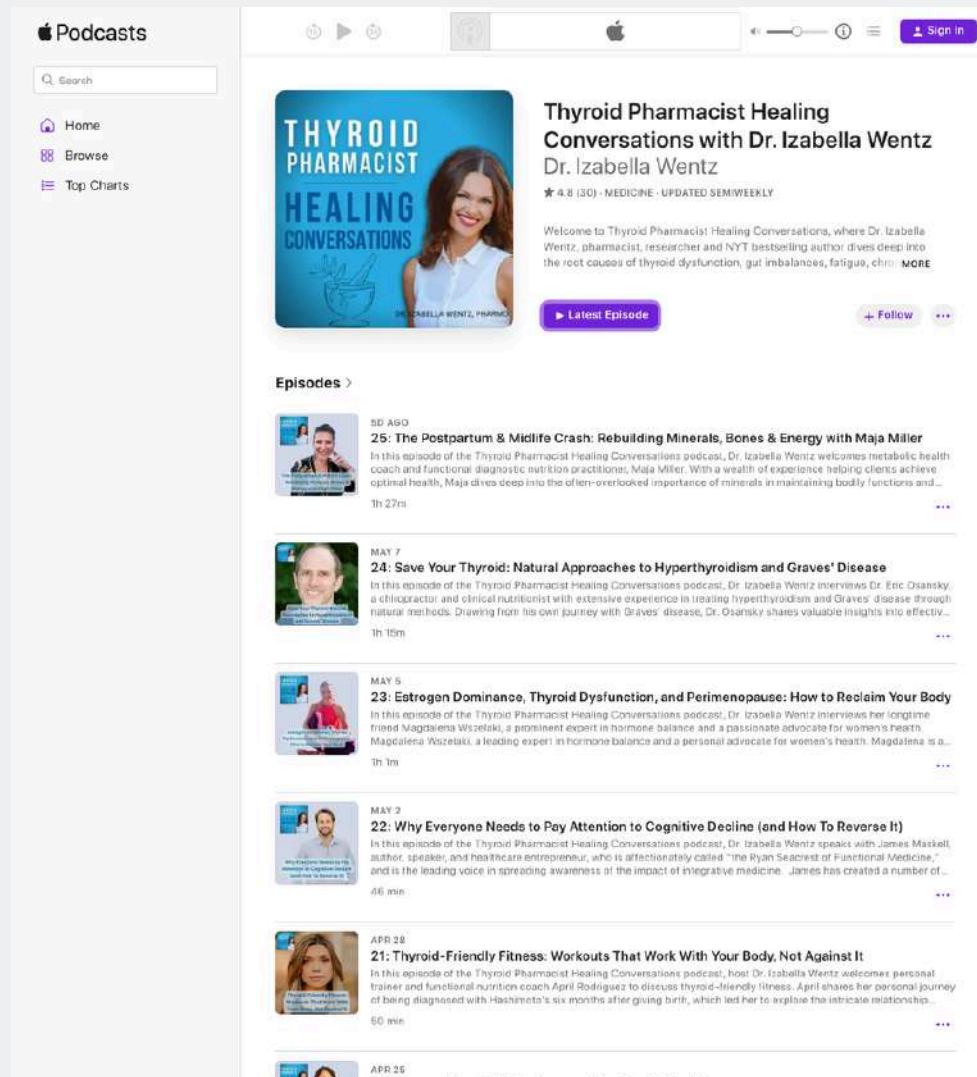 Podcasts
Search
Home
Browse
Top Charts
Sign In
THYROID
PHARMACIST
HEALING
CONVERSATIONS
DR. IZABELLA WENTZ, PHARMD
Thyroid Pharmacist Healing
Conversations with Dr. Izabella Wentz
Dr. Izabella Wentz
★ 4.8 (30) · MEDICINE · UPDATED SEMIWEEKLY
Welcome to Thyroid Pharmacist Healing Conversations, where Dr. Izabella
Wentz, pharmacist, researcher and NYT bestselling author dives deep into
the root causes of thyroid dysfunction, gut imbalances, fatigue, chro MORE
Latest Episode
+ Follow
Episodes
5D AGO
25: The Postpartum & Midlife Crash: Rebuilding Minerals, Bones & Energy with Maja Miller
In this episode of the Thyroid Pharmacist Healing Conversations podcast, Dr. Izabella Wentz welcomes metabolic health
coach and functional diagnostic nutrition practitioner, Maja Miller. With a wealth of experience helping clients achieve
optimal health, Maja dives deep into the often-overlooked importance of minerals in maintaining bodily functions and...
1h 27m
MAY 7
24: Save Your Thyroid: Natural Approaches to Hyperthyroidism and Graves' Disease
In this episode of the Thyroid Pharmacist Healing Conversations podcast, Dr. Izabella Wentz interviews Dr. Eric Osansky,
a chiropractor and clinical nutritionist with extensive experience in treating hyperthyroidism and Graves' disease through
natural methods. Drawing from his own journey with Graves' disease, Dr. Osansky shares valuable insights into effectiv...
1h 15m
MAY 5
23: Estrogen Dominance, Thyroid Dysfunction, and Perimenopause: How to Reclaim Your Body
In this episode of the Thyroid Pharmacist Healing Conversations podcast, Dr. Izabella Wentz interviews her longtime
friend Magdalena Wszelaki, a prominent expert in hormone balance and a passionate advocate for women's health.
Magdalena Wszelaki, a leading expert in hormone balance and a personal advocate for women's health. Magdalena is a...
1h 1m
MAY 2
22: Why Everyone Needs to Pay Attention to Cognitive Decline (and How To Reverse It)
In this episode of the Thyroid Pharmacist Healing Conversations podcast, Dr. Izabella Wentz speaks with James Maskell,
author, speaker, and healthcare entrepreneur, who is affectionately called "the Ryan Seacrest of Functional Medicine,"
and is the leading voice in spreading awareness of the impact of integrative medicine. James has created a number of...
46 min
APR 28
21: Thyroid-Friendly Fitness: Workouts That Work With Your Body, Not Against It
In this episode of the Thyroid Pharmacist Healing Conversations podcast, host Dr. Izabella Wentz welcomes personal
trainer and functional nutrition coach April Rodriguez to discuss thyroid-friendly fitness. April shares her personal journey
of being diagnosed with Hashimoto's six months after giving birth, which led her to explore the intricate relationship...
50 min